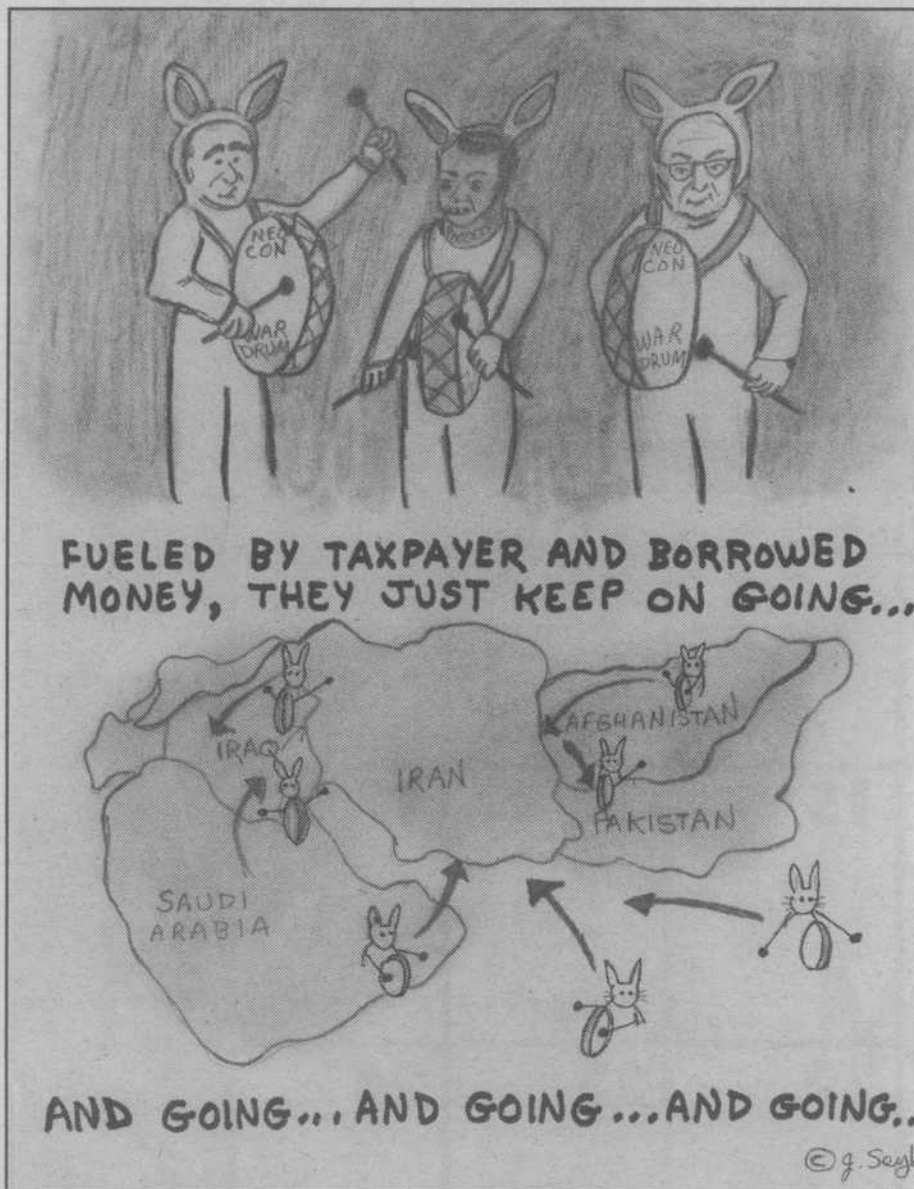 NEO
CON
WAR
DRUM
NEO
CON
WAR
DRUM
FUELED BY TAXPAYER AND BORROWED
MONEY, THEY JUST KEEP ON GOING...
AFGHANISTAN
IRAQ
IRAN
PAKISTAN
SAUDI
ARABIA
AND GOING... AND GOING... AND GOING..
© g.